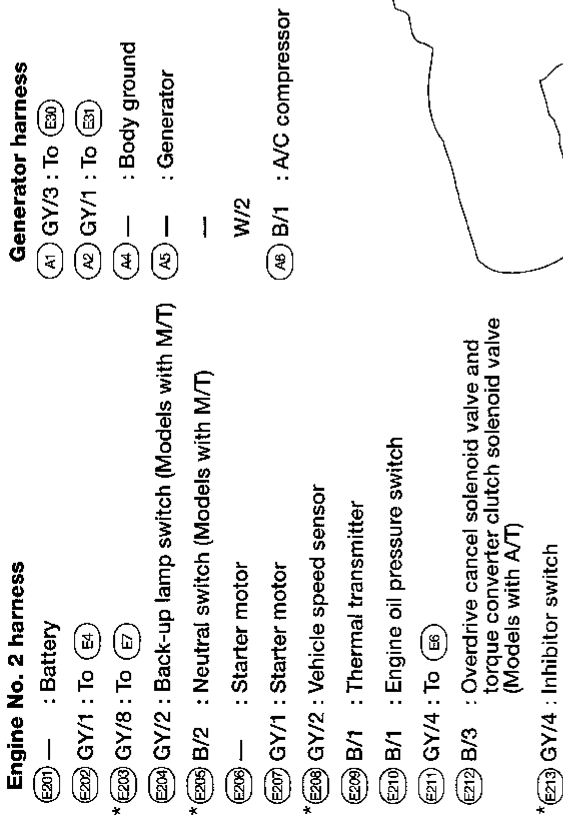 Engine No. 2 harness
E201 — : Battery
E202 GY/1 : To E4
* E203 GY/8 : To E7
E204 GY/2 : Back-up lamp switch (Models with M/T)
* E205 B/2 : Neutral switch (Models with M/T)
E206 — : Starter motor
E207 GY/1 : Starter motor
* E208 GY/2 : Vehicle speed sensor
E209 B/1 : Thermal transmitter
E210 B/1 : Engine oil pressure switch
E211 GY/4 : To E6
E212 B/3 : Overdrive cancel solenoid valve and
torque converter clutch solenoid valve
(Models with A/T)
* E213 GY/4 : Inhibitor switch
Generator harness
A1 GY/3 : To E30
A2 GY/1 : To E31
A4 — : Body ground
A5 — : Generator
—
W/2
A6 B/1 : A/C compressor